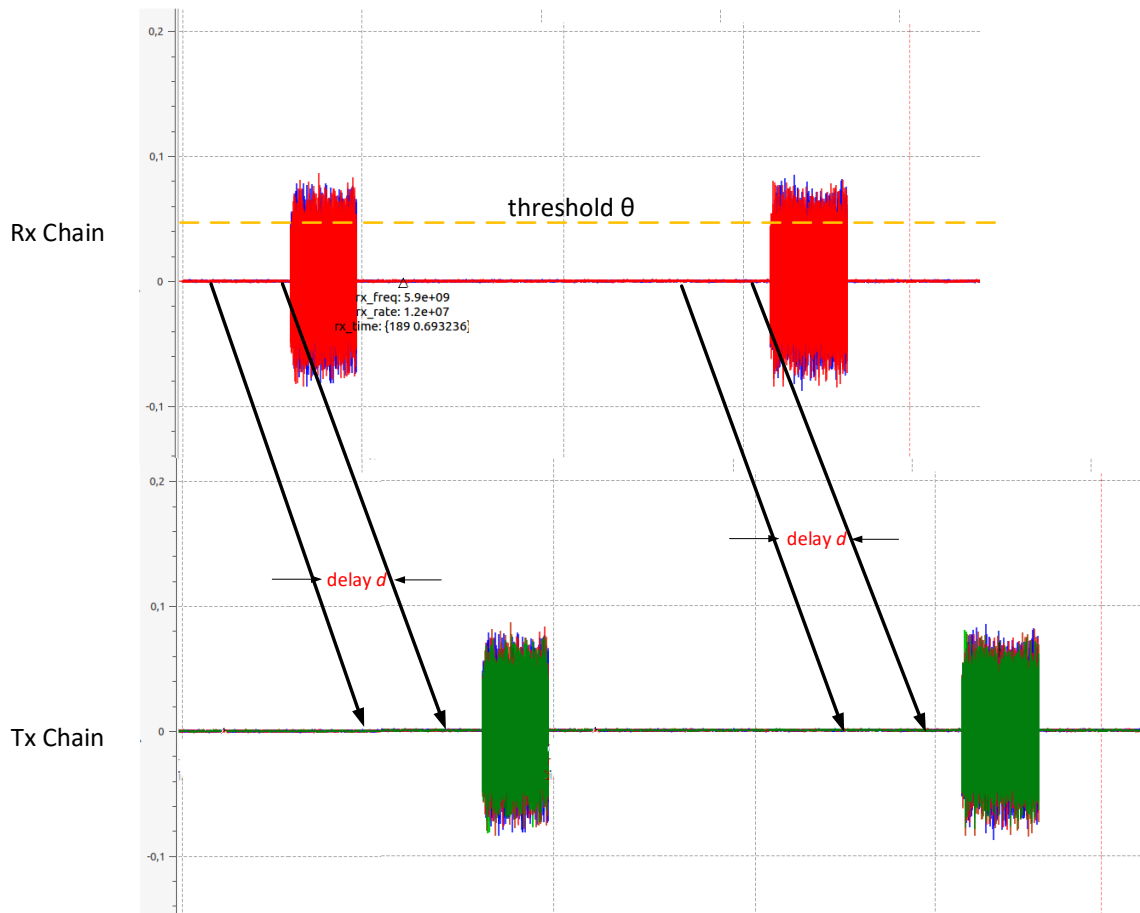 0,2
0,1
threshold θ
Rx Chain
0
rx_freq: 5.9e+09
rx_rate: 1.2e+07
rx_time: {189 0.693236}
-0,1
0,2
delay d
delay d
0,1
Tx Chain
0
-0,1